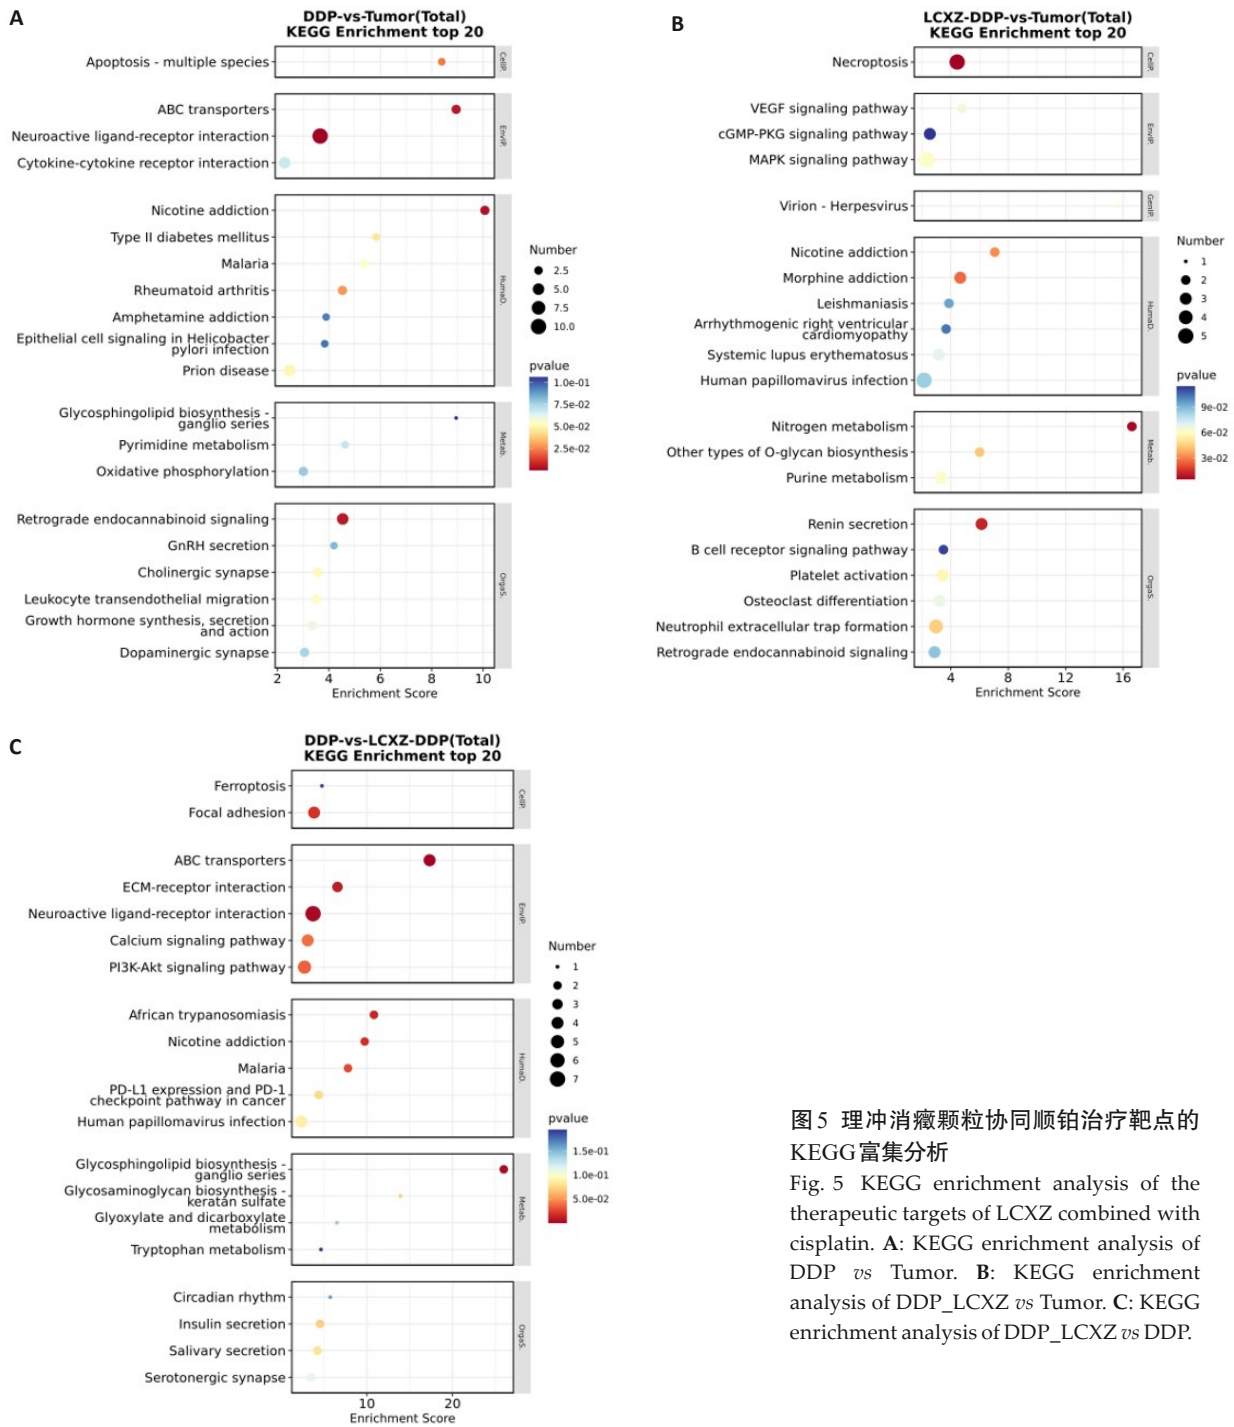 A
DDP-vs-Tumor(Total)
KEGG Enrichment top 20
Apoptosis - multiple species
CellP.
ABC transporters
Neuroactive ligand-receptor interaction
Cytokine-cytokine receptor interaction
EnvIP.
Nicotine addiction
Type II diabetes mellitus
Malaria
Rheumatoid arthritis
Amphetamine addiction
Epithelial cell signaling in Helicobacter
pylori infection
Prion disease
HumaD.
Glycosphingolipid biosynthesis -
ganglio series
Pyrimidine metabolism
Oxidative phosphorylation
Metab.
Retrograde endocannabinoid signaling
GnRH secretion
Cholinergic synapse
Leukocyte transendothelial migration
Growth hormone synthesis, secretion
and action
Dopaminergic synapse
OrgaS.
2 4 6 8 10
Enrichment Score
Number
2.5
5.0
7.5
10.0
pvalue
1.0e-01
7.5e-02
5.0e-02
2.5e-02
B
LCXZ-DDP-vs-Tumor(Total)
KEGG Enrichment top 20
Necroptosis
CellP.
VEGF signaling pathway
cGMP-PKG signaling pathway
MAPK signaling pathway
EnvIP.
Virion - Herpesvirus
GenIP.
Nicotine addiction
Morphine addiction
Leishmaniasis
Arrhythmogenic right ventricular
cardiomyopathy
Systemic lupus erythematosus
Human papillomavirus infection
HumaD.
Nitrogen metabolism
Other types of O-glycan biosynthesis
Purine metabolism
Metab.
Renin secretion
B cell receptor signaling pathway
Platelet activation
Osteoclast differentiation
Neutrophil extracellular trap formation
Retrograde endocannabinoid signaling
OrgaS.
4 8 12 16
Enrichment Score
Number
1
2
3
4
5
pvalue
9e-02
6e-02
3e-02
C
DDP-vs-LCXZ-DDP(Total)
KEGG Enrichment top 20
Ferroptosis
Focal adhesion
CellP.
ABC transporters
ECM-receptor interaction
Neuroactive ligand-receptor interaction
Calcium signaling pathway
PI3K-Akt signaling pathway
EnvIP.
African trypanosomiasis
Nicotine addiction
Malaria
PD-L1 expression and PD-1
checkpoint pathway in cancer
Human papillomavirus infection
HumaD.
Glycosphingolipid biosynthesis -
ganglio series
Glycosaminoglycan biosynthesis -
keratan sulfate
Glyoxylate and dicarboxylate
metabolism
Tryptophan metabolism
Metab.
Circadian rhythm
Insulin secretion
Salivary secretion
Serotonergic synapse
OrgaS.
10 20
Enrichment Score
Number
1
2
3
4
5
6
7
pvalue
1.5e-01
1.0e-01
5.0e-02
图5 理冲消癥颗粒协同顺铂治疗靶点的
KEGG富集分析
Fig. 5 KEGG enrichment analysis of the
therapeutic targets of LCXZ combined with
cisplatin. A: KEGG enrichment analysis of
DDP vs Tumor. B: KEGG enrichment
analysis of DDP_LCXZ vs Tumor. C: KEGG
enrichment analysis of DDP_LCXZ vs DDP.